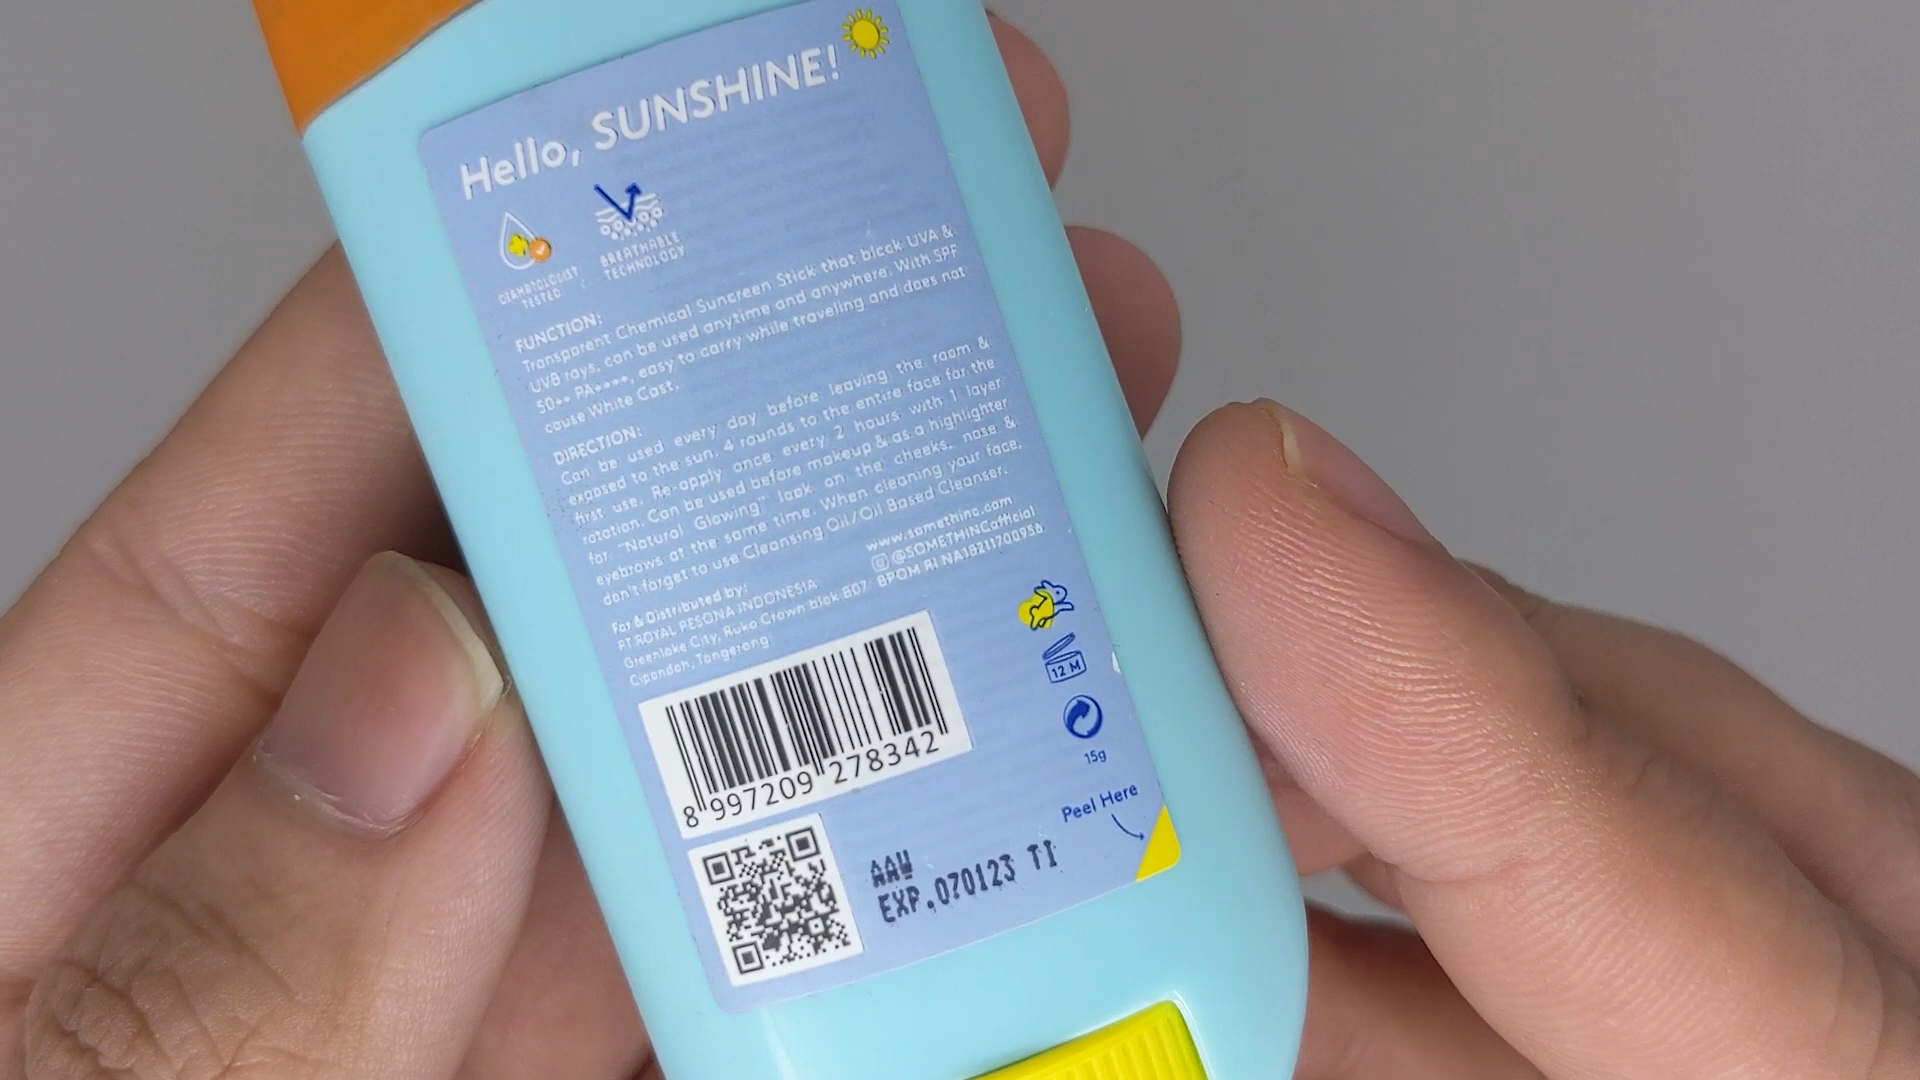 Hello, SUNSHINE!
DERMATOLOGIST
TESTED
BREATHABLE
TECHNOLOGY
FUNCTION:
Transparent Chemical Suncreen Stick that block UVA &
UVB rays, can be used anytime and anywhere. With SPF
50++ PA++++, easy to carry while traveling and does not
cause White Cast.
DIRECTION:
Can be used every day before leaving the room &
exposed to the sun. 4 rounds to the entire face for the
first use. Re-apply once every 2 hours with 1 layer
rotation. Can be used before makeup & as a highlighter
for "Natural Glowing" look on the cheeks, nose &
eyebrows at the same time. When cleaning your face,
don't forget to use Cleansing Oil/Oil Based Cleanser.
www.somethinc.com
@SOMETHINCofficial
BPOM RI NA18211700956
For & Distributed by:
PT ROYAL PESONA INDONESIA
Greenlake City, Ruko Crown blok B07
Cipondoh, Tangerang
12 M
15g
8 997209 278342
Peel Here
AAW
EXP.070123 TI